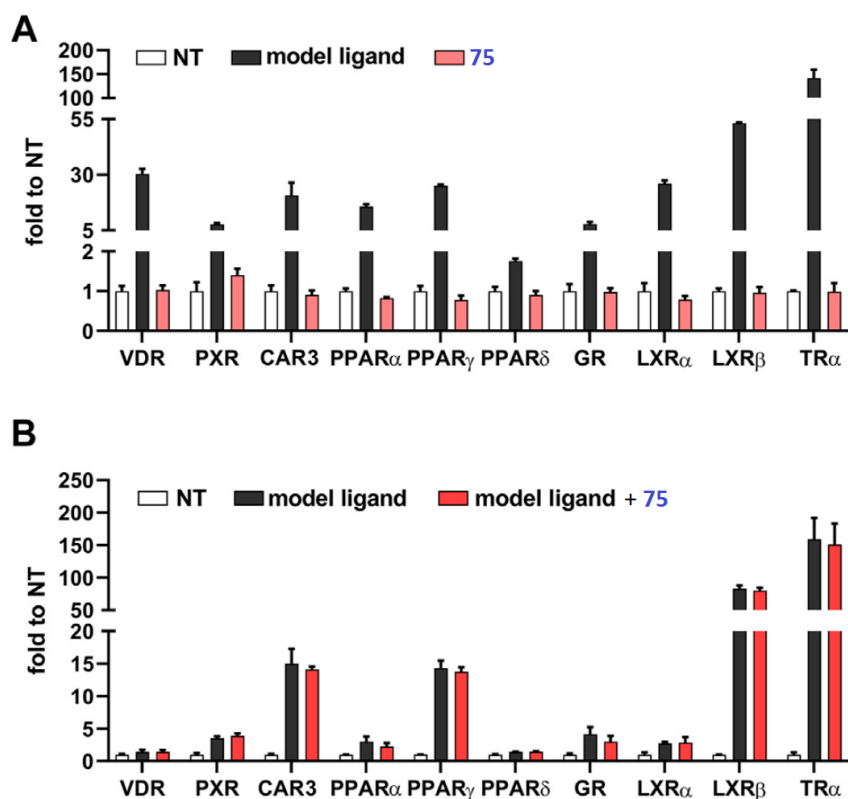 A
NT model ligand 75
fold to NT
200
150
100
55
30
5
2
1
0
VDR PXR CAR3 PPARα PPARγ PPARδ GR LXRα LXRβ TRα
B
NT model ligand model ligand + 75
fold to NT
250
200
150
100
50
20
15
10
5
0
VDR PXR CAR3 PPARα PPARγ PPARδ GR LXRα LXRβ TRα